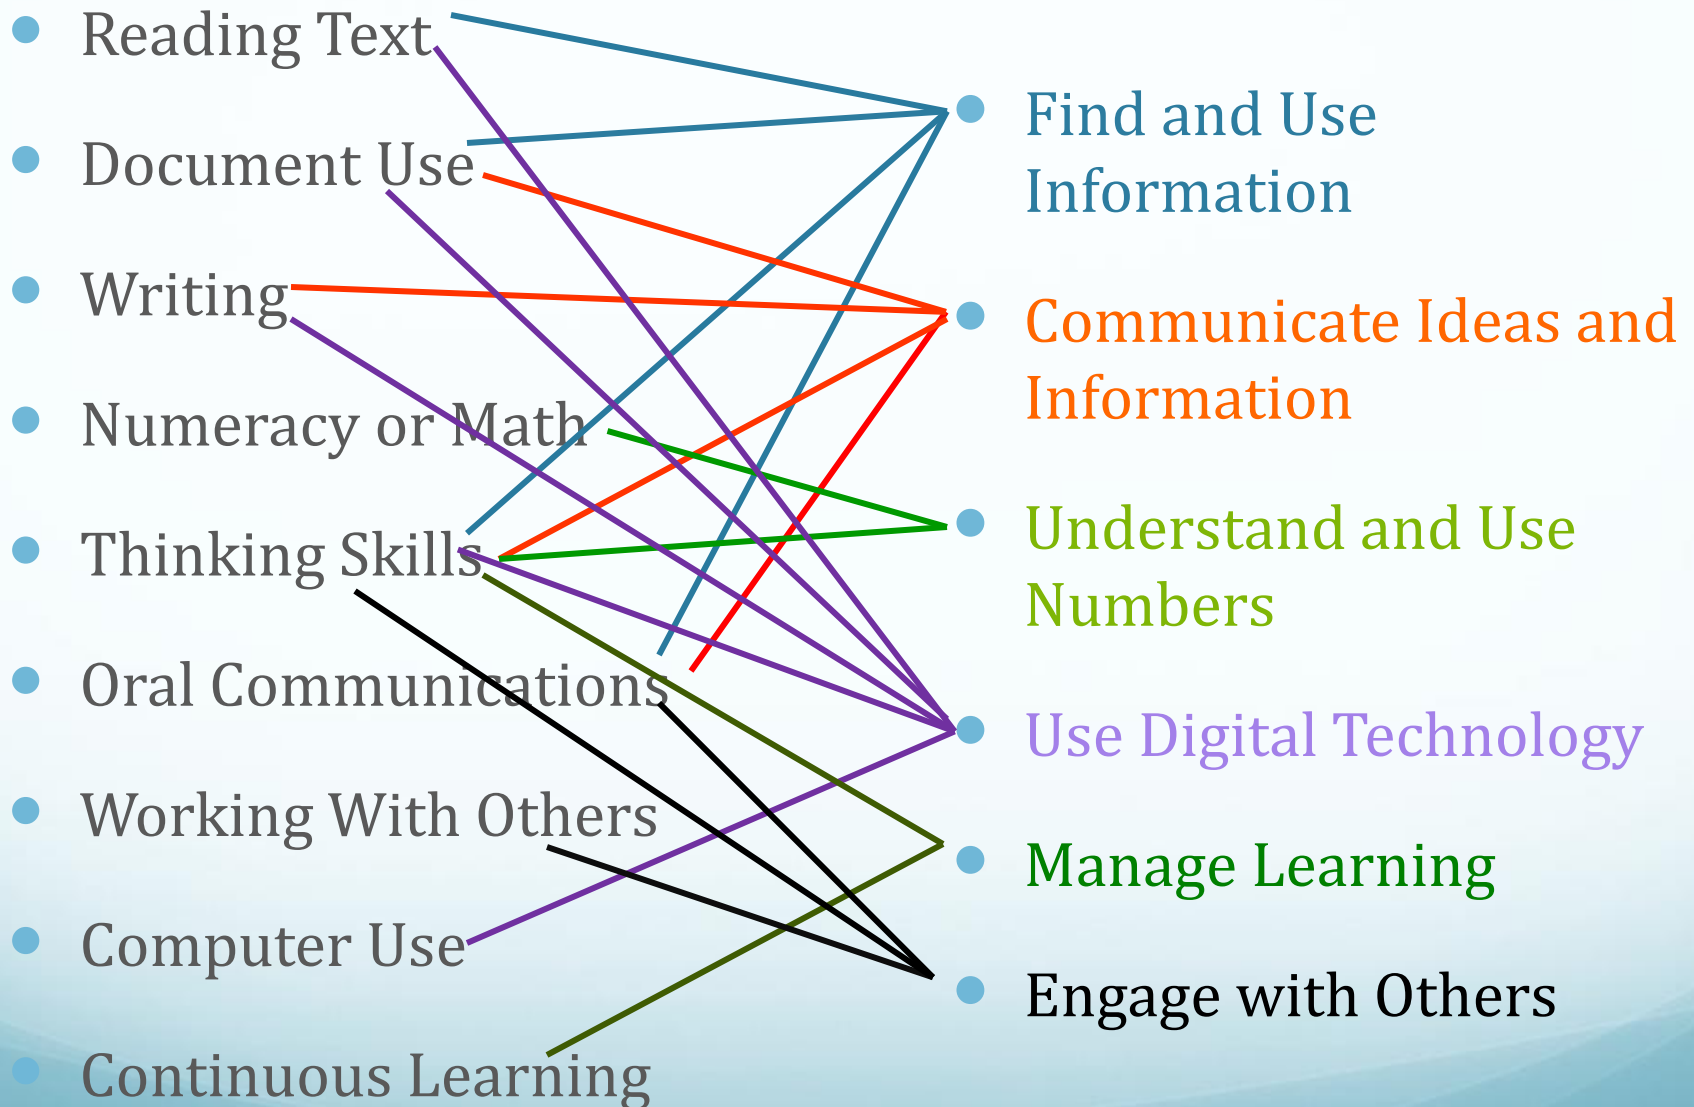 Reading Text
Document Use
Writing
Numeracy or Math
Thinking Skills
Oral Communications
Working With Others
Computer Use
Continuous Learning
Find and Use
Information
Communicate Ideas and
Information
Understand and Use
Numbers
Use Digital Technology
Manage Learning
Engage with Others